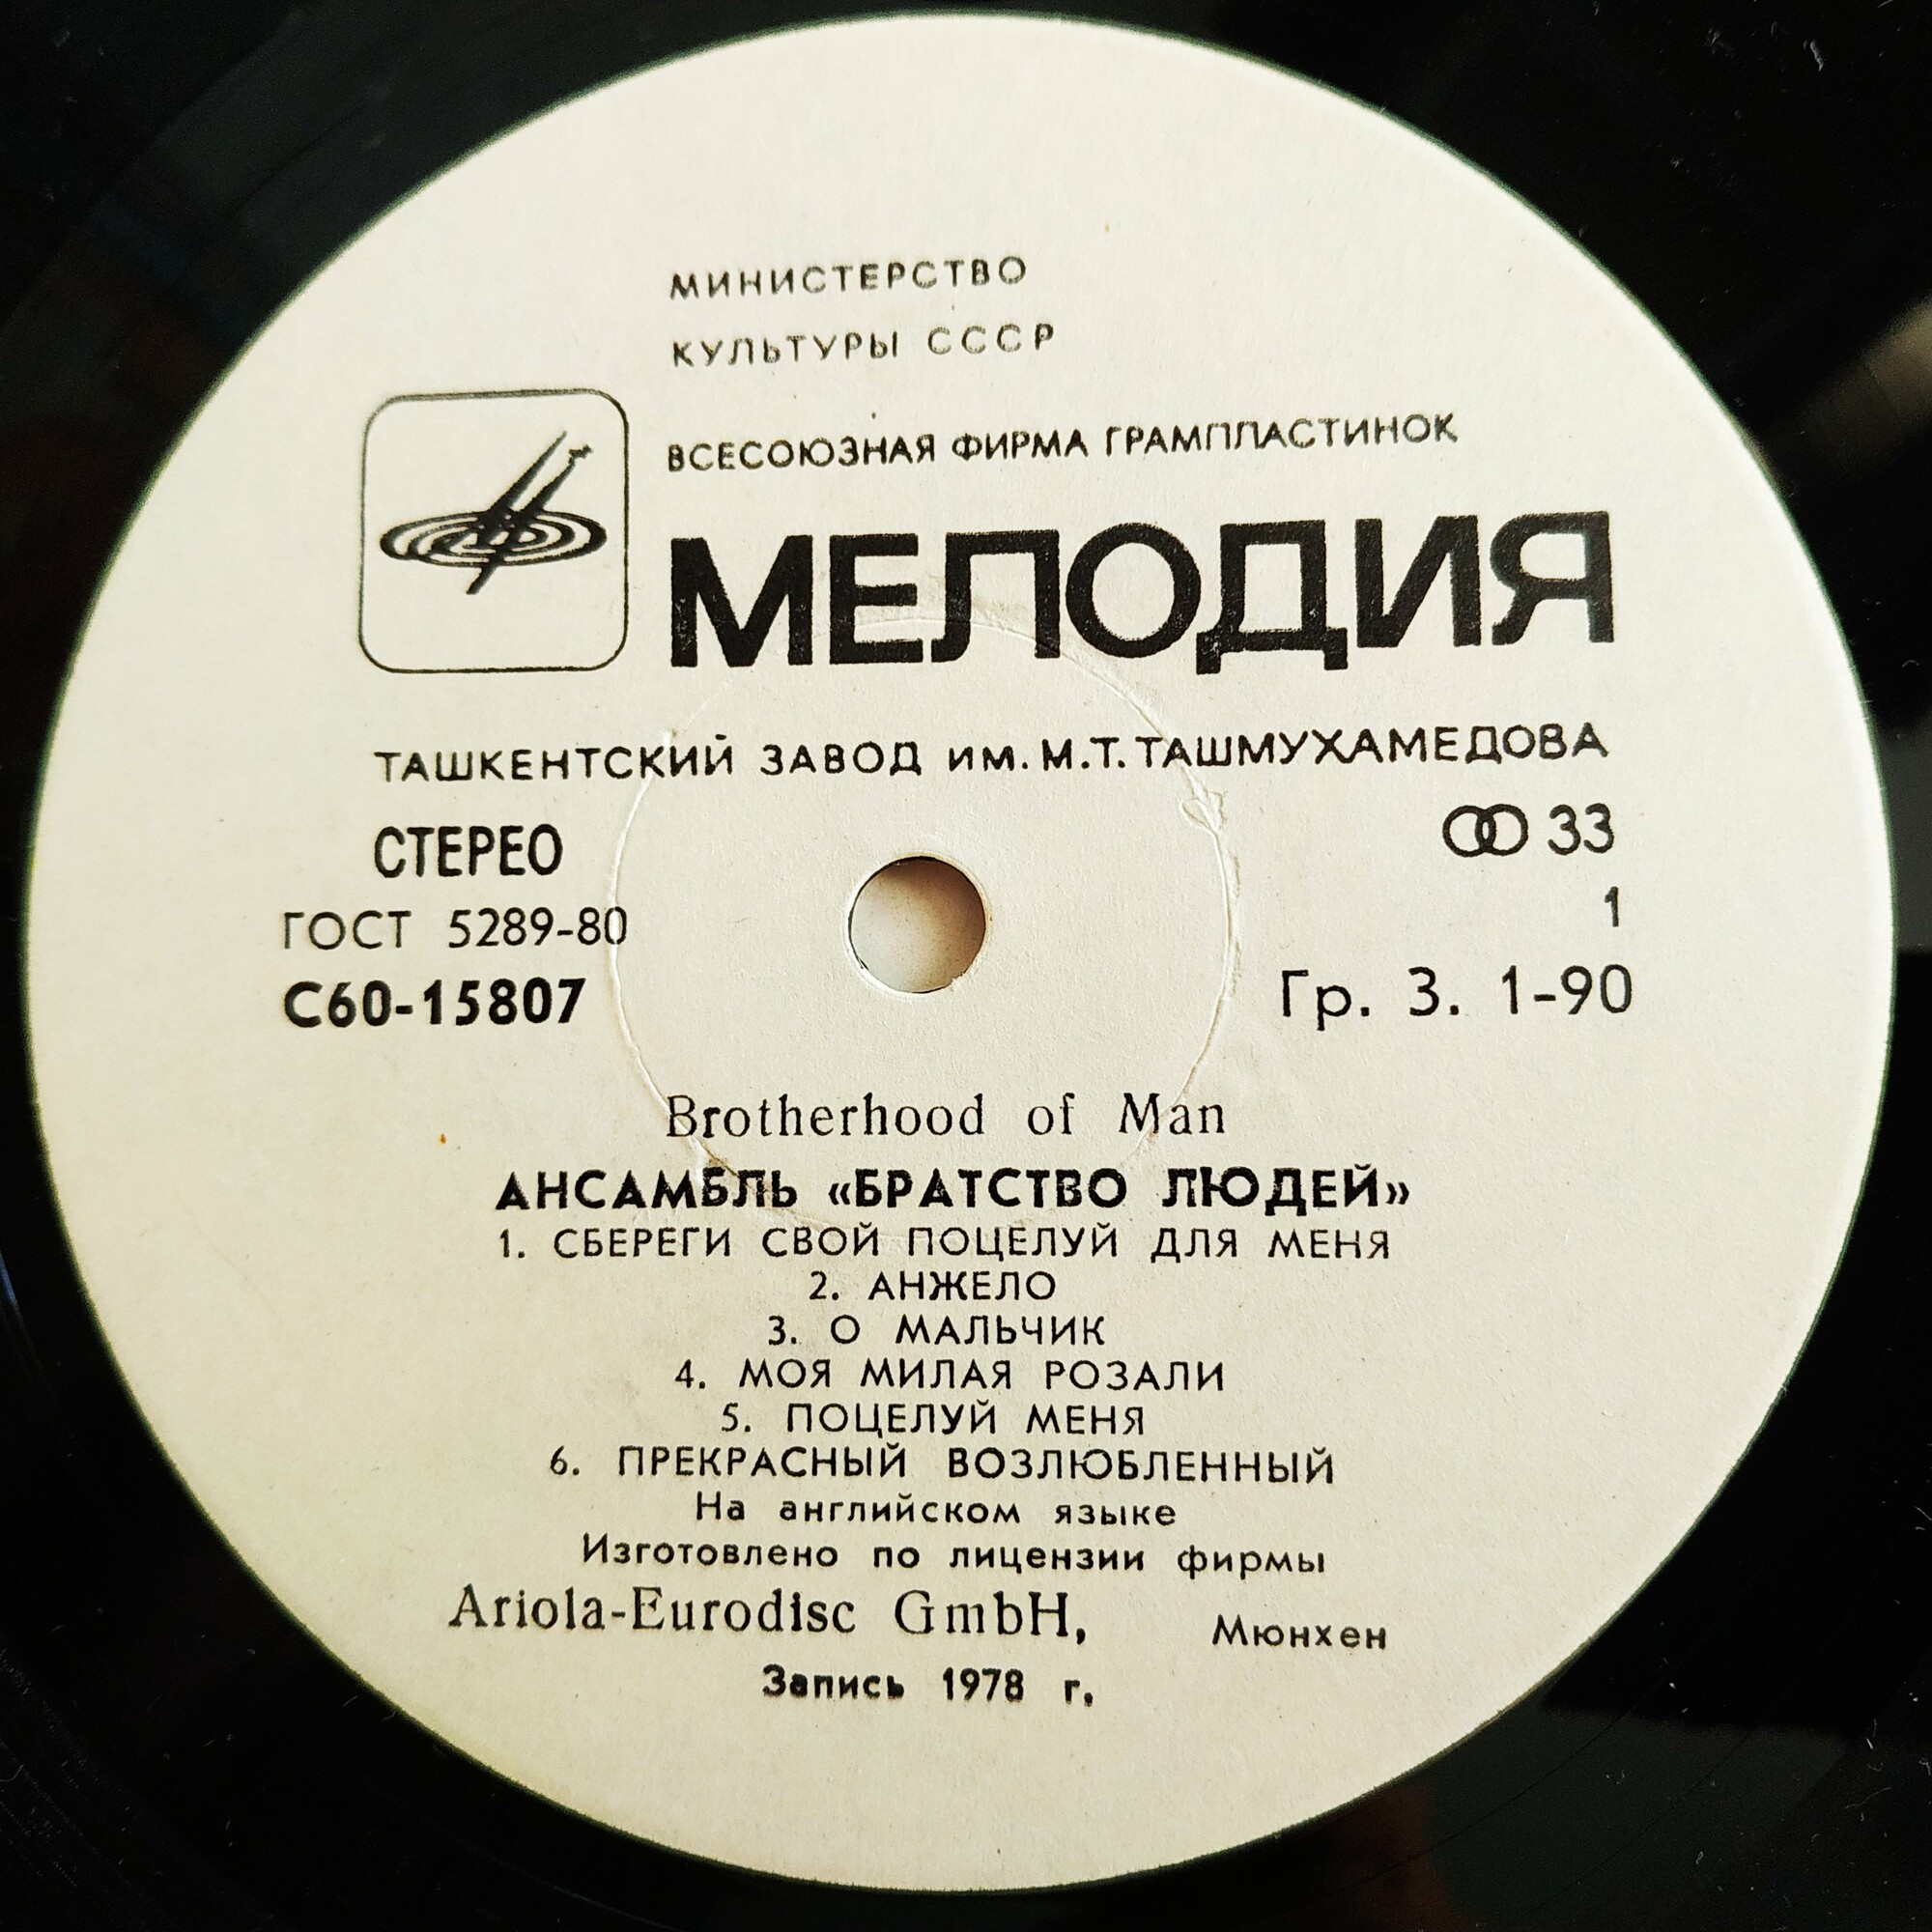 МИНИСТЕРСТВО
КУЛЬТУРЫ СССР
ВСЕСОЮЗНАЯ ФИРМА ГРАМПЛАСТИНОК
МЕЛОДИЯ
ТАШКЕНТСКИЙ ЗАВОД им. М.Т. ТАШМУХАМЕДОВА
СТЕРЕО 33
1
ГОСТ 5289-80
С60-15807 Гр. 3. 1-90
Brotherhood of Man
АНСАМБЛЬ «БРАТСТВО ЛЮДЕЙ»
1. СБЕРЕГИ СВОЙ ПОЦЕЛУЙ ДЛЯ МЕНЯ
2. АНЖЕЛО
3. О МАЛЬЧИК
4. МОЯ МИЛАЯ РОЗАЛИ
5. ПОЦЕЛУЙ МЕНЯ
6. ПРЕКРАСНЫЙ ВОЗЛЮБЛЕННЫЙ
На английском языке
Изготовлено по лицензии фирмы
Ariola-Eurodisc GmbH, Мюнхен
Запись 1978 г.